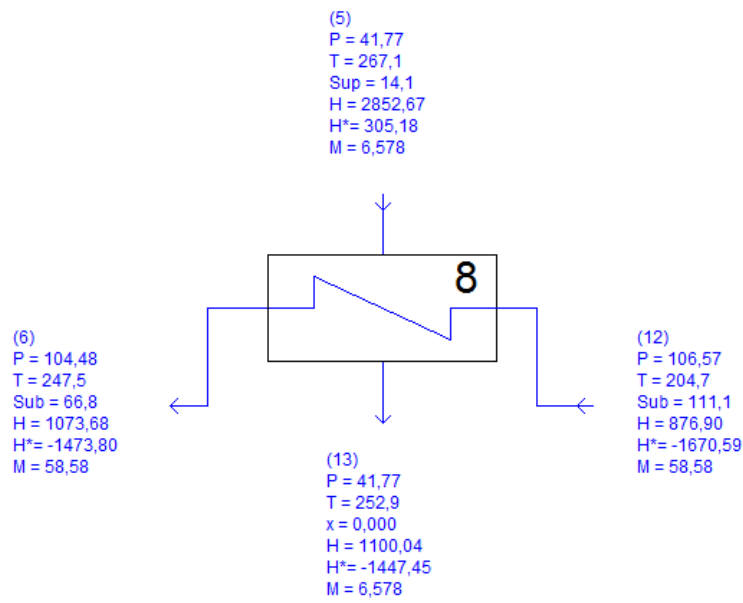 (5)
P = 41,77
T = 267,1
Sup = 14,1
H = 2852,67
H*= 305,18
M = 6,578
8
(6)
P = 104,48
T = 247,5
Sub = 66,8
H = 1073,68
H*= -1473,80
M = 58,58
(12)
P = 106,57
T = 204,7
Sub = 111,1
H = 876,90
H*= -1670,59
M = 58,58
(13)
P = 41,77
T = 252,9
x = 0,000
H = 1100,04
H*= -1447,45
M = 6,578